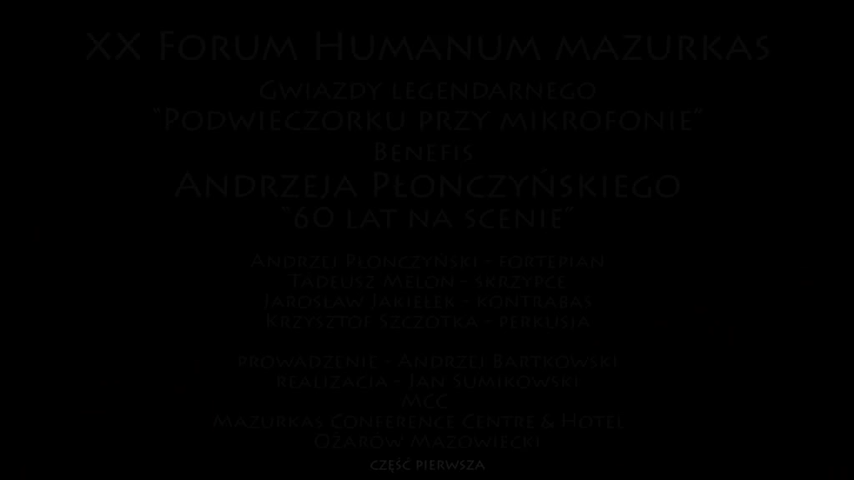 XX Forum Humanum mazurkas
Gwiazdy legendarnego
"Podwieczorku przy mikrofonie"
Benefis
Andrzeja Płonczyńskiego
"60 lat na scenie"
Andrzej Płonczyński - fortepian
Tadeusz Melon - skrzypce
Jarosław Jakiełek - kontrabas
Krzysztof Szczotka - perkusja
prowadzenie - Andrzej Bartkowski
realizacja - Jan Sumikowski
MCC
Mazurkas Conference Centre & Hotel
Ożarów Mazowiecki
część pierwsza